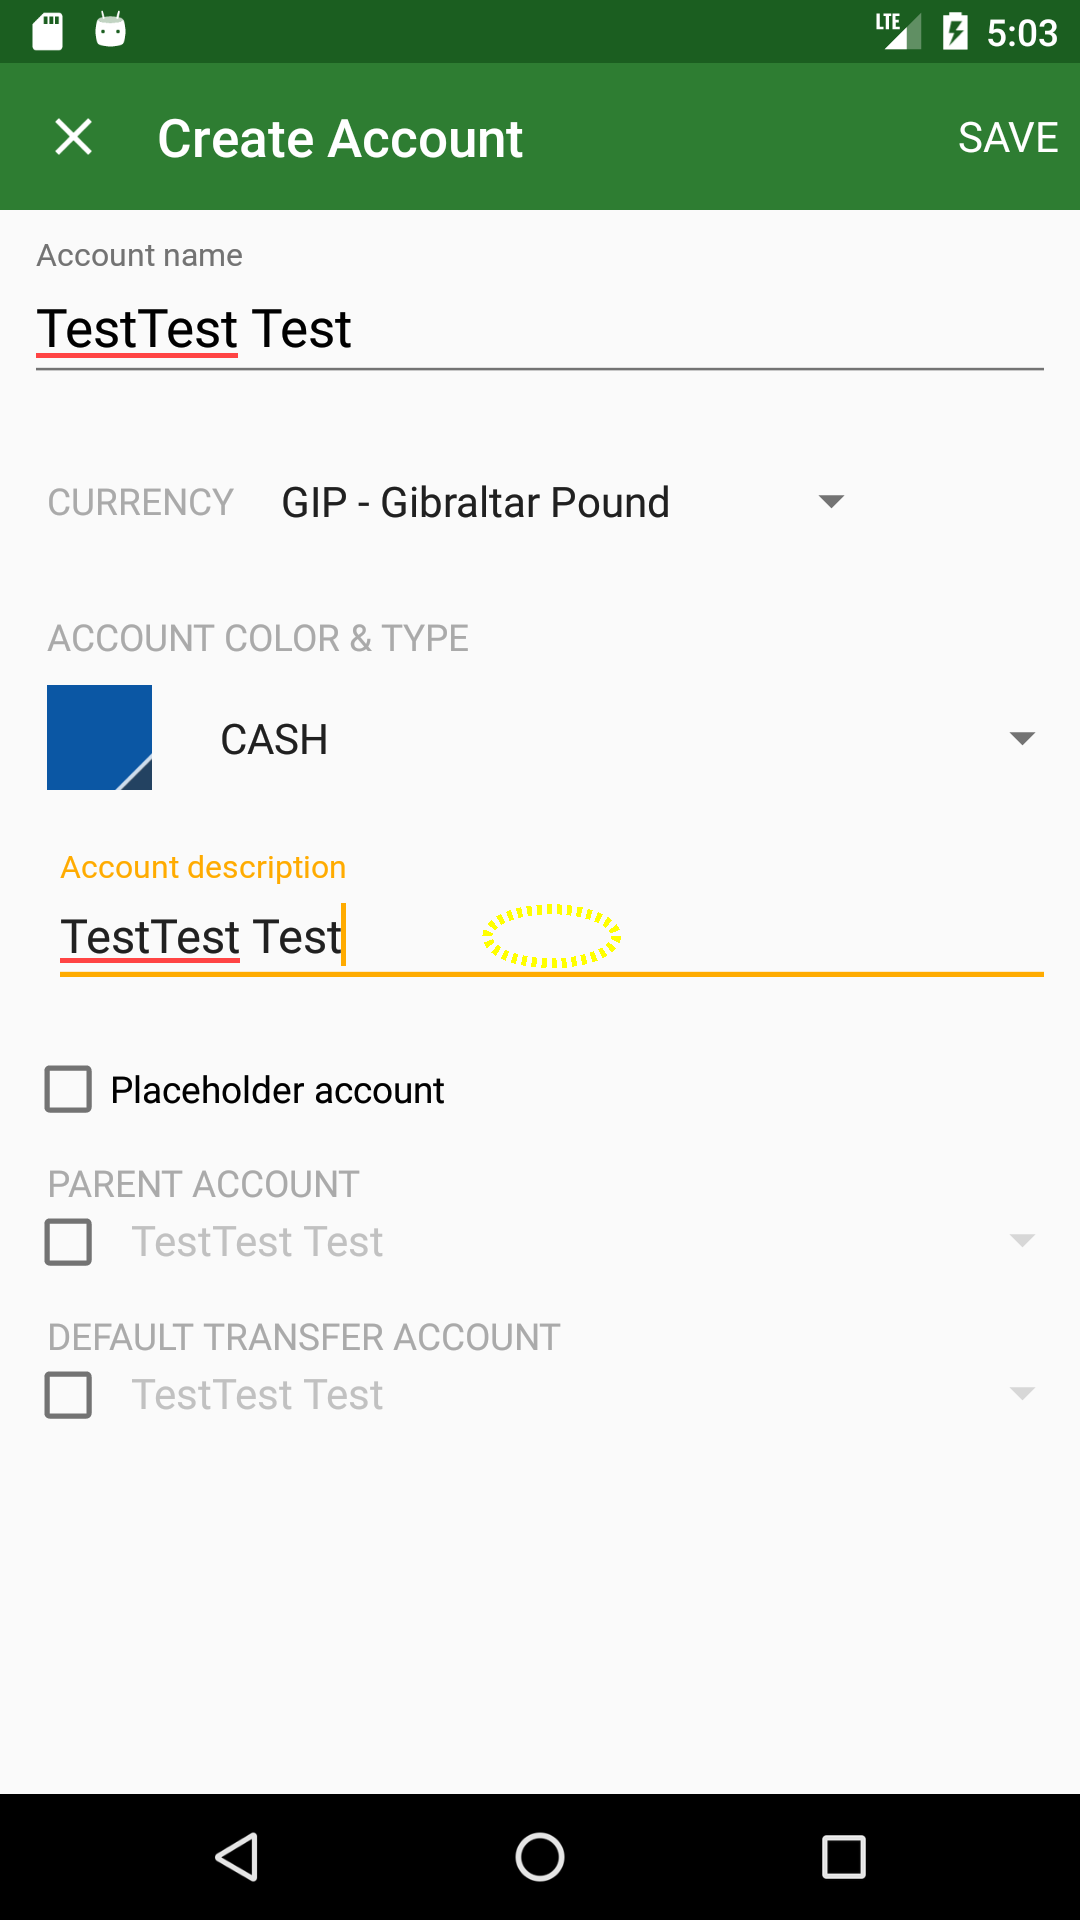 LTE 5:03
Create Account SAVE
Account name
TestTest Test
CURRENCY GIP - Gibraltar Pound
ACCOUNT COLOR & TYPE
CASH
Account description
TestTest Test
Placeholder account
PARENT ACCOUNT
TestTest Test
DEFAULT TRANSFER ACCOUNT
TestTest Test